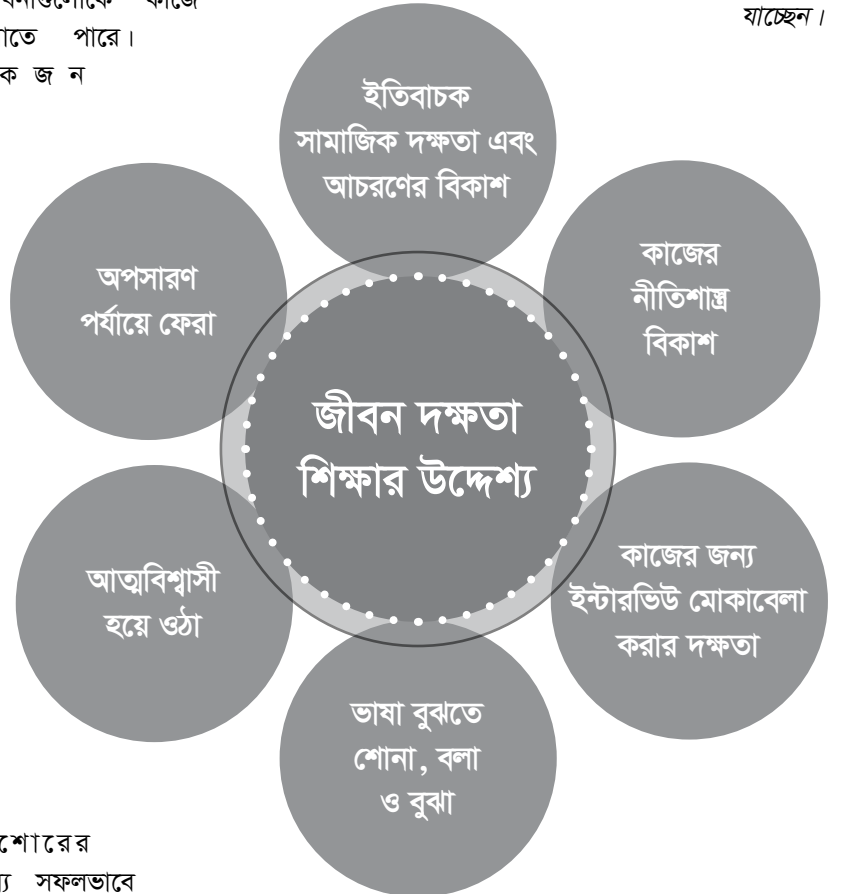 কাজে
পারে।
ক জ ন
যাচ্ছেন।
ইতিবাচক
সামাজিক দক্ষতা এবং
আচরণের বিকাশ
অপসারণ
পর্যায়ে ফেরা
কাজের
নীতিশাস্ত্র
বিকাশ
জীবন দক্ষতা
শিক্ষার উদ্দেশ্য
আত্মবিশ্বাসী
হয়ে ওঠা
কাজের জন্য
ইন্টারভিউ মোকাবেলা
করার দক্ষতা
ভাষা বুঝতে
শোনা, বলা
ও বুঝা
শোরের
সফলভাবে